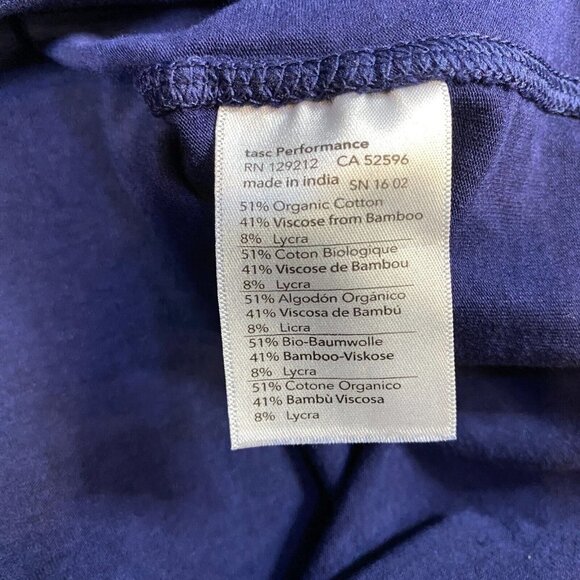 tasc Performance
RN 129212 CA 52596
made in india SN 16 02
51% Organic Cotton
41% Viscose from Bamboo
8% Lycra
51% Coton Biologique
41% Viscose de Bambou
8% Lycra
51% Algodón Orgánico
41% Viscosa de Bambú
8% Licra
51% Bio-Baumwolle
41% Bamboo-Viskose
8% Lycra
51% Cotone Organico
41% Bambù Viscosa
8% Lycra